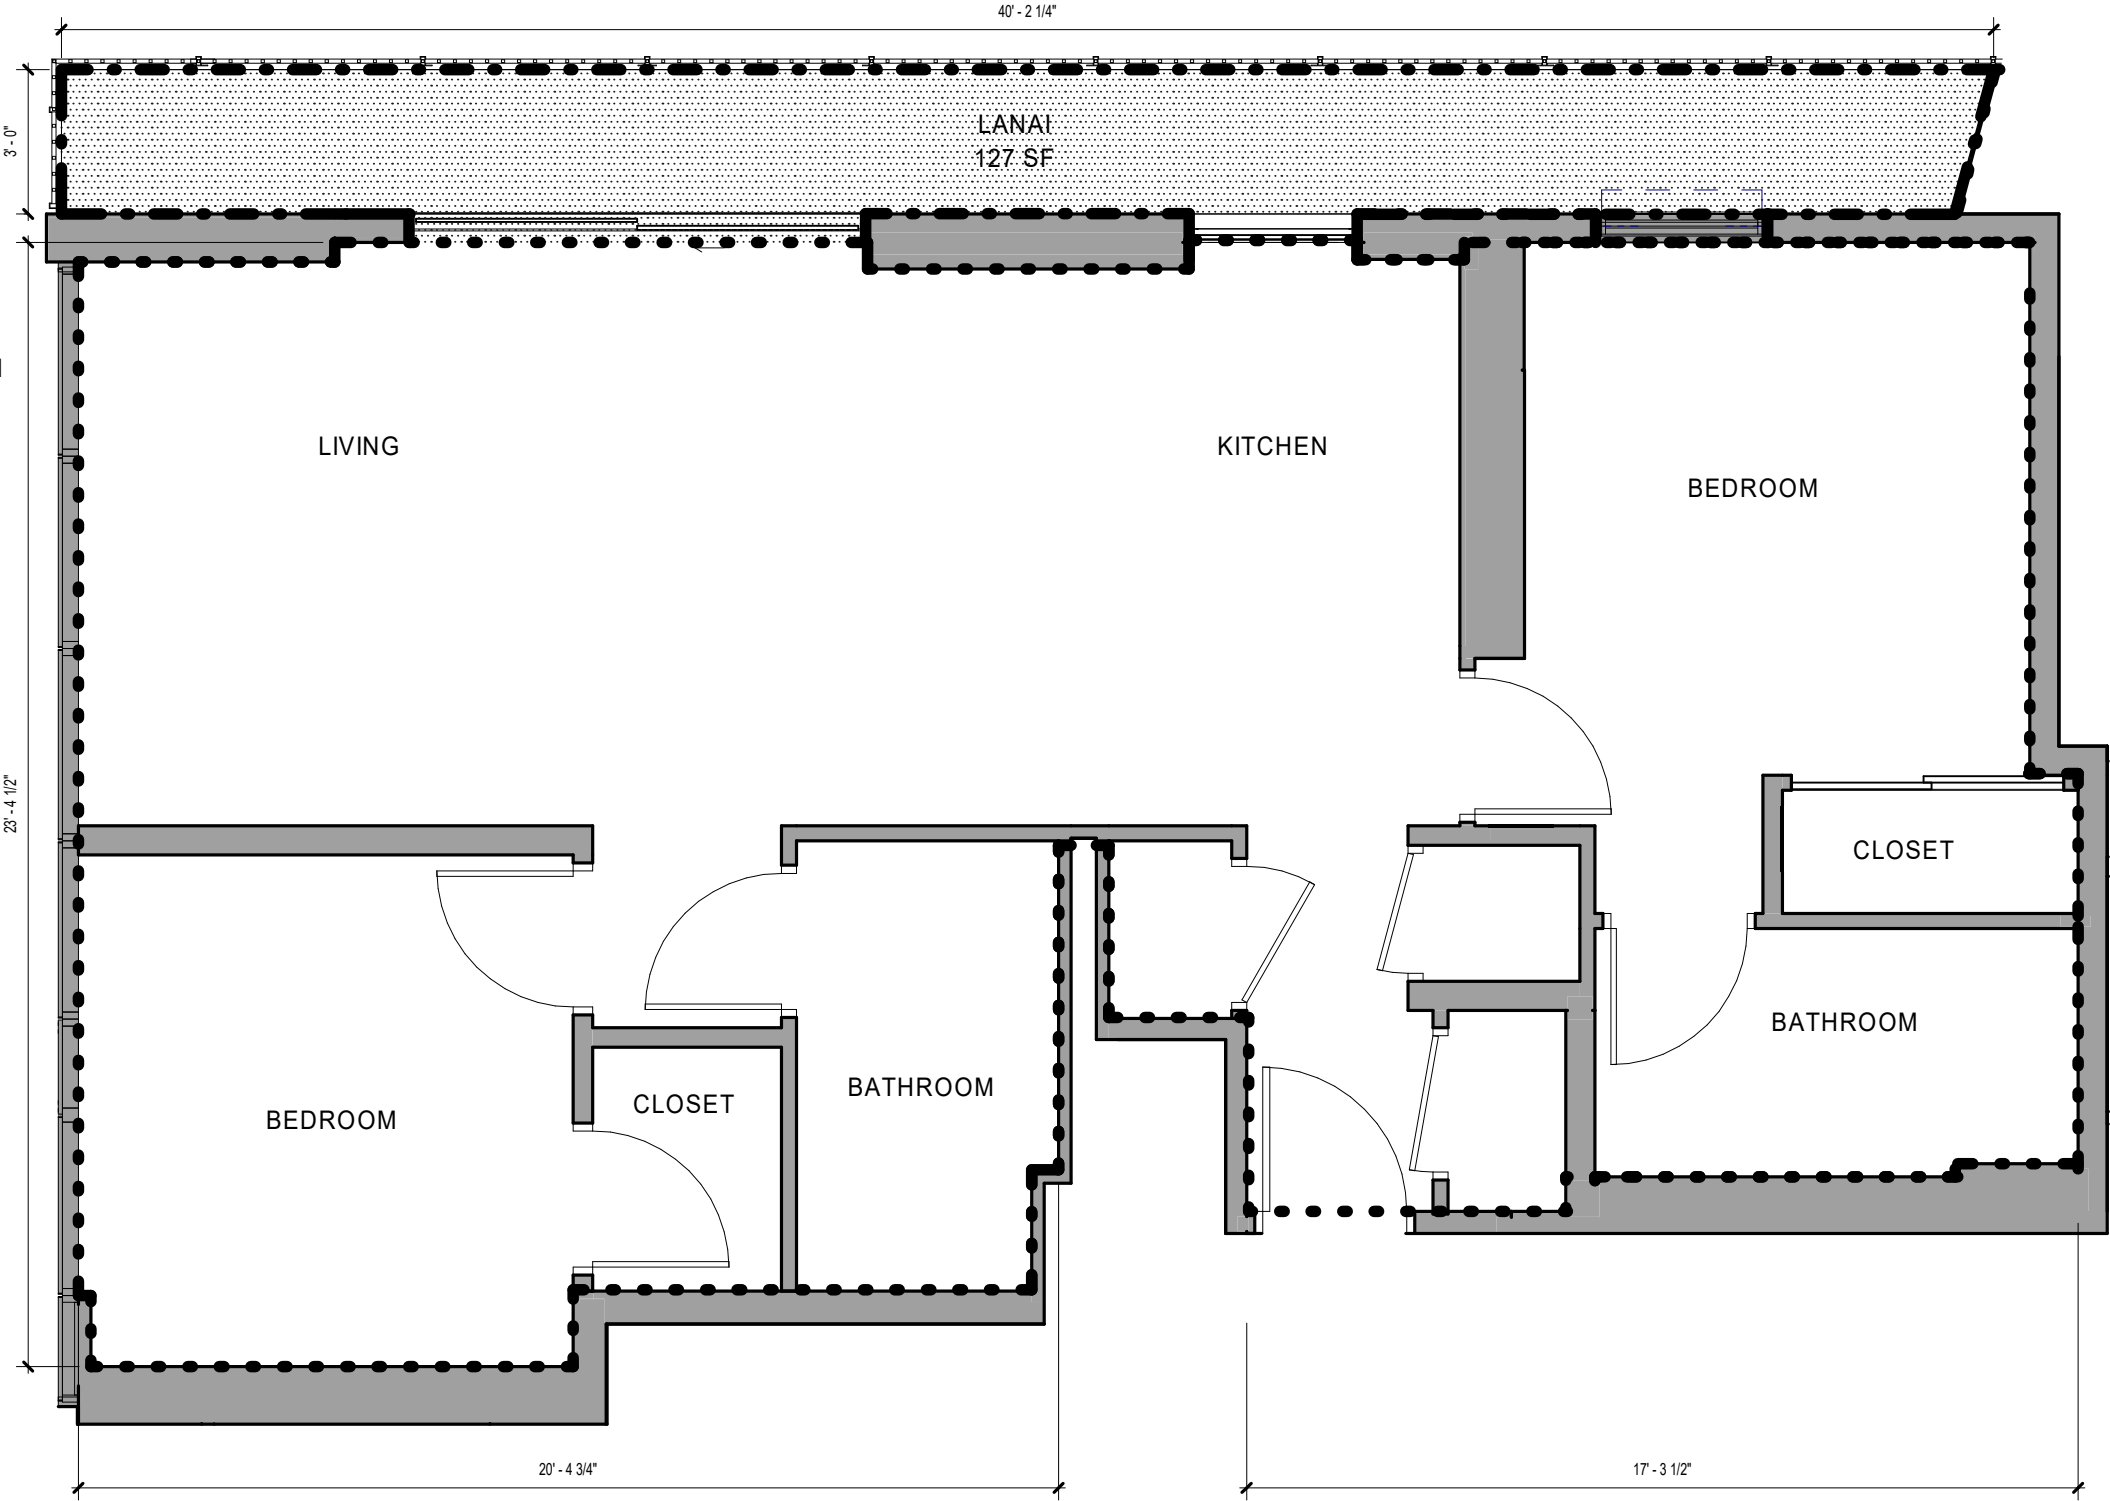 40' - 2 1/4"
3' - 0"
LANAI
127 SF
LIVING
KITCHEN
BEDROOM
23' - 4 1/2"
CLOSET
BATHROOM
BATHROOM
CLOSET
BEDROOM
20' - 4 3/4"
17' - 3 1/2"